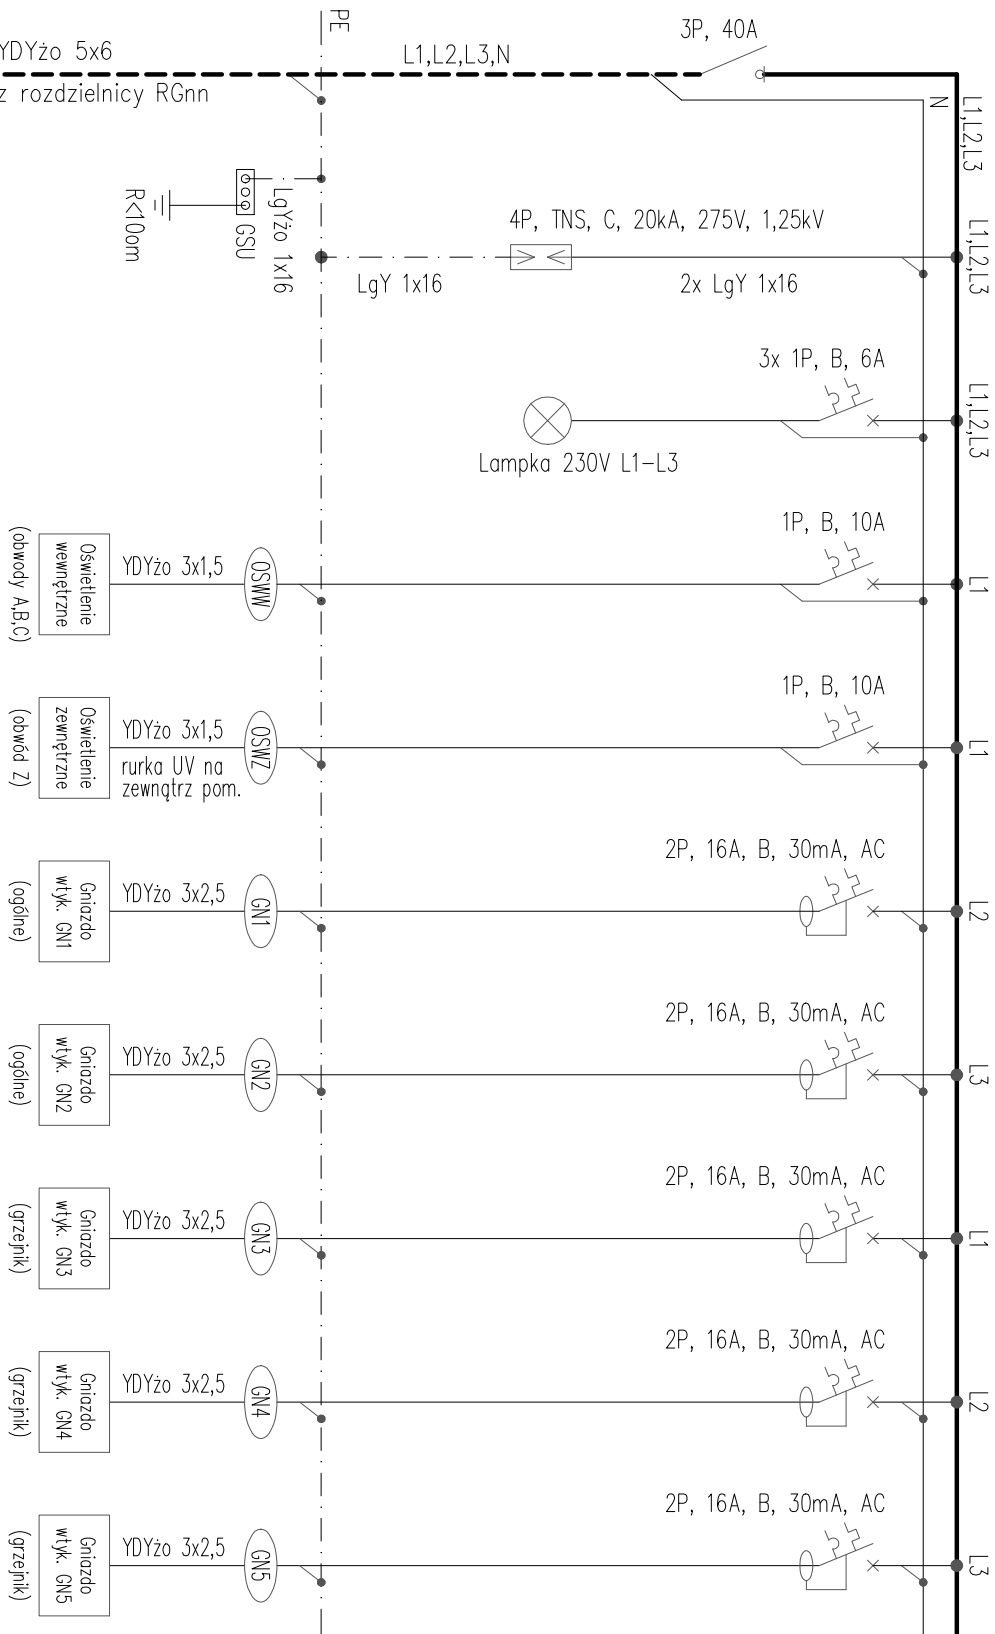 YDYżo 5x6
z rozdzielnicy RGnn
PE
L1,L2,L3,N
3P, 40A
N
L1,L2,L3
LgYżo 1x16
GSU
R<10om
4P, TNS, C, 20kA, 275V, 1,25kV
LgY 1x16
2x LgY 1x16
L1,L2,L3
3x 1P, B, 6A
Lampka 230V L1-L3
L1,L2,L3
1P, B, 10A
L1
OSWW
YDYżo 3x1,5
Oświetlenie
wewnętrzne
(obwody A,B,C)
1P, B, 10A
L1
OSWZ
YDYżo 3x1,5
rurka UV na
zewnątrz pom.
Oświetlenie
zewnętrzne
(obwód Z)
2P, 16A, B, 30mA, AC
L2
GN1
YDYżo 3x2,5
Gniazdo
wtyk. GN1
(ogólne)
2P, 16A, B, 30mA, AC
L3
GN2
YDYżo 3x2,5
Gniazdo
wtyk. GN2
(ogólne)
2P, 16A, B, 30mA, AC
L1
GN3
YDYżo 3x2,5
Gniazdo
wtyk. GN3
(grzejnik)
2P, 16A, B, 30mA, AC
L2
GN4
YDYżo 3x2,5
Gniazdo
wtyk. GN4
(grzejnik)
2P, 16A, B, 30mA, AC
L3
GN5
YDYżo 3x2,5
Gniazdo
wtyk. GN5
(grzejnik)